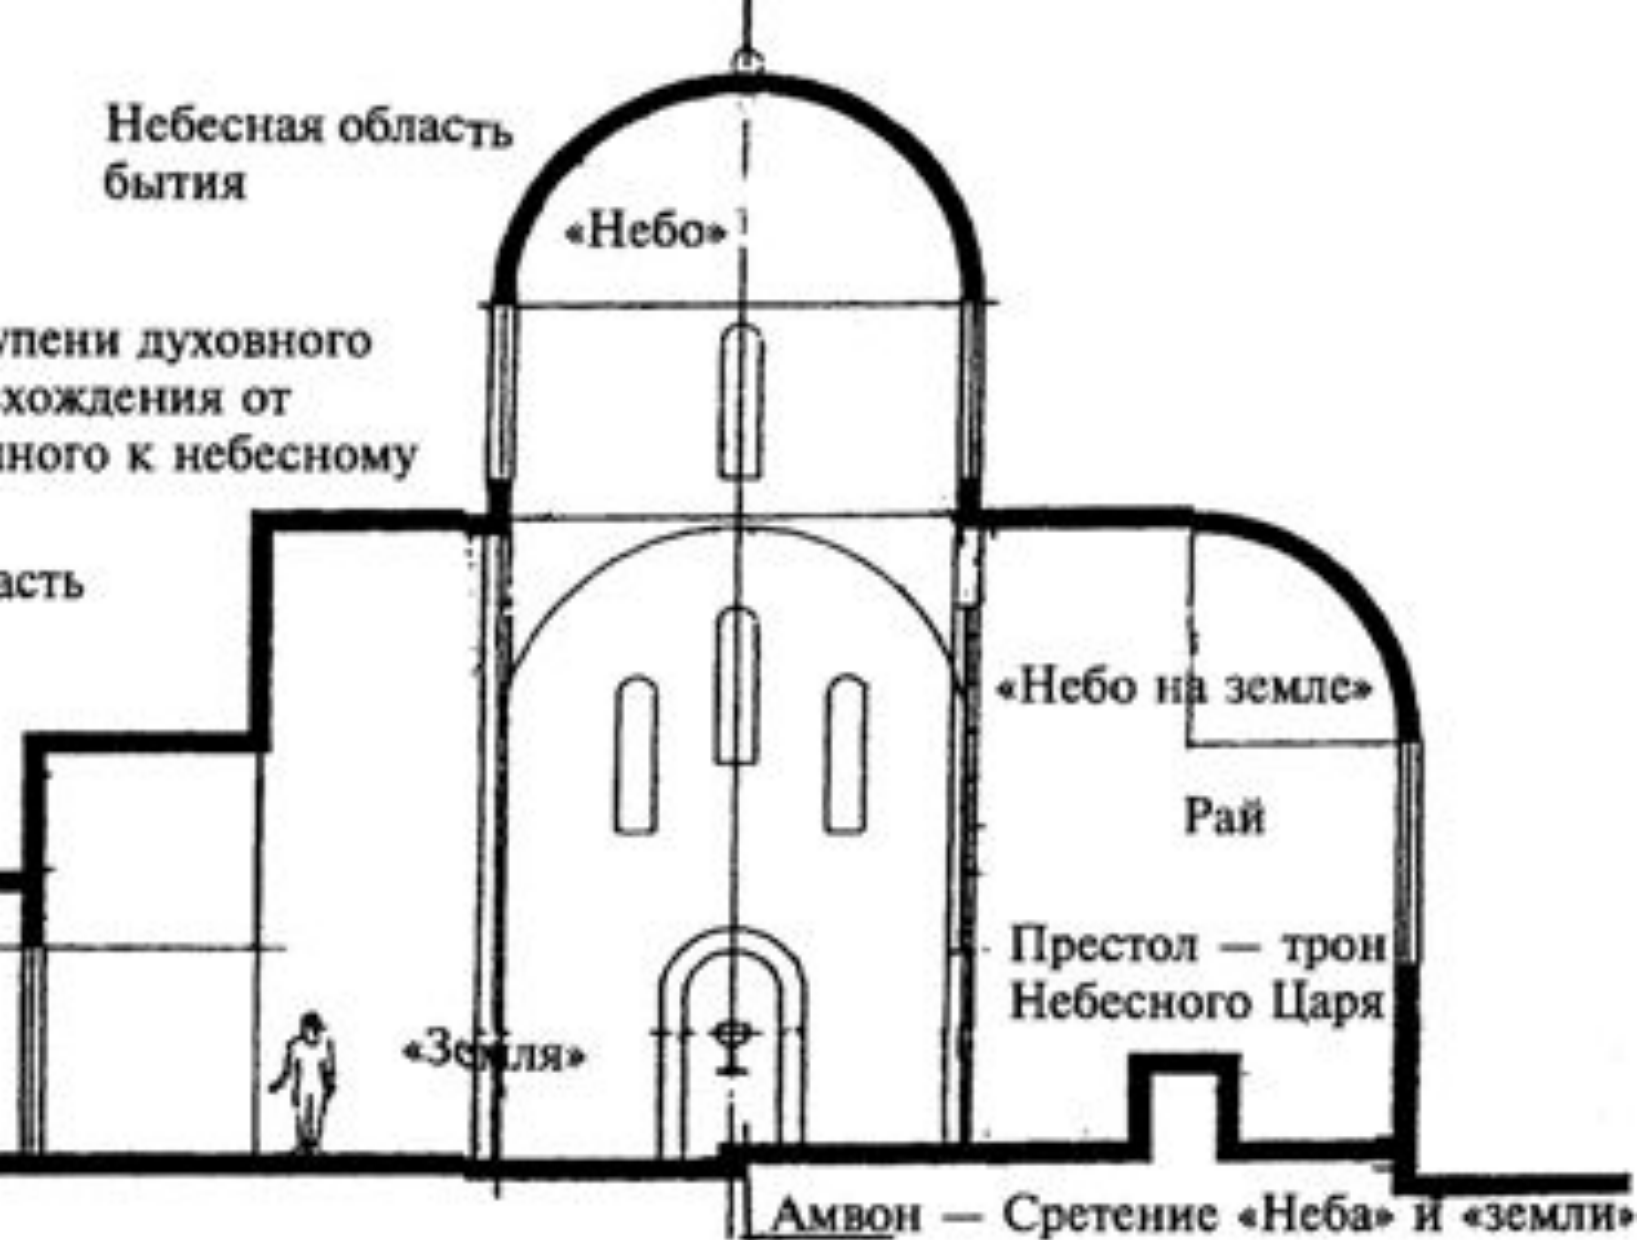 Небесная область
бытия
«Небо»
упени духовного
хождения от
ного к небесному
асть
«Небо на земле»
Рай
Престол — трон
Небесного Царя
«Земля»
Амвон — Сретение «Неба» и «земли»